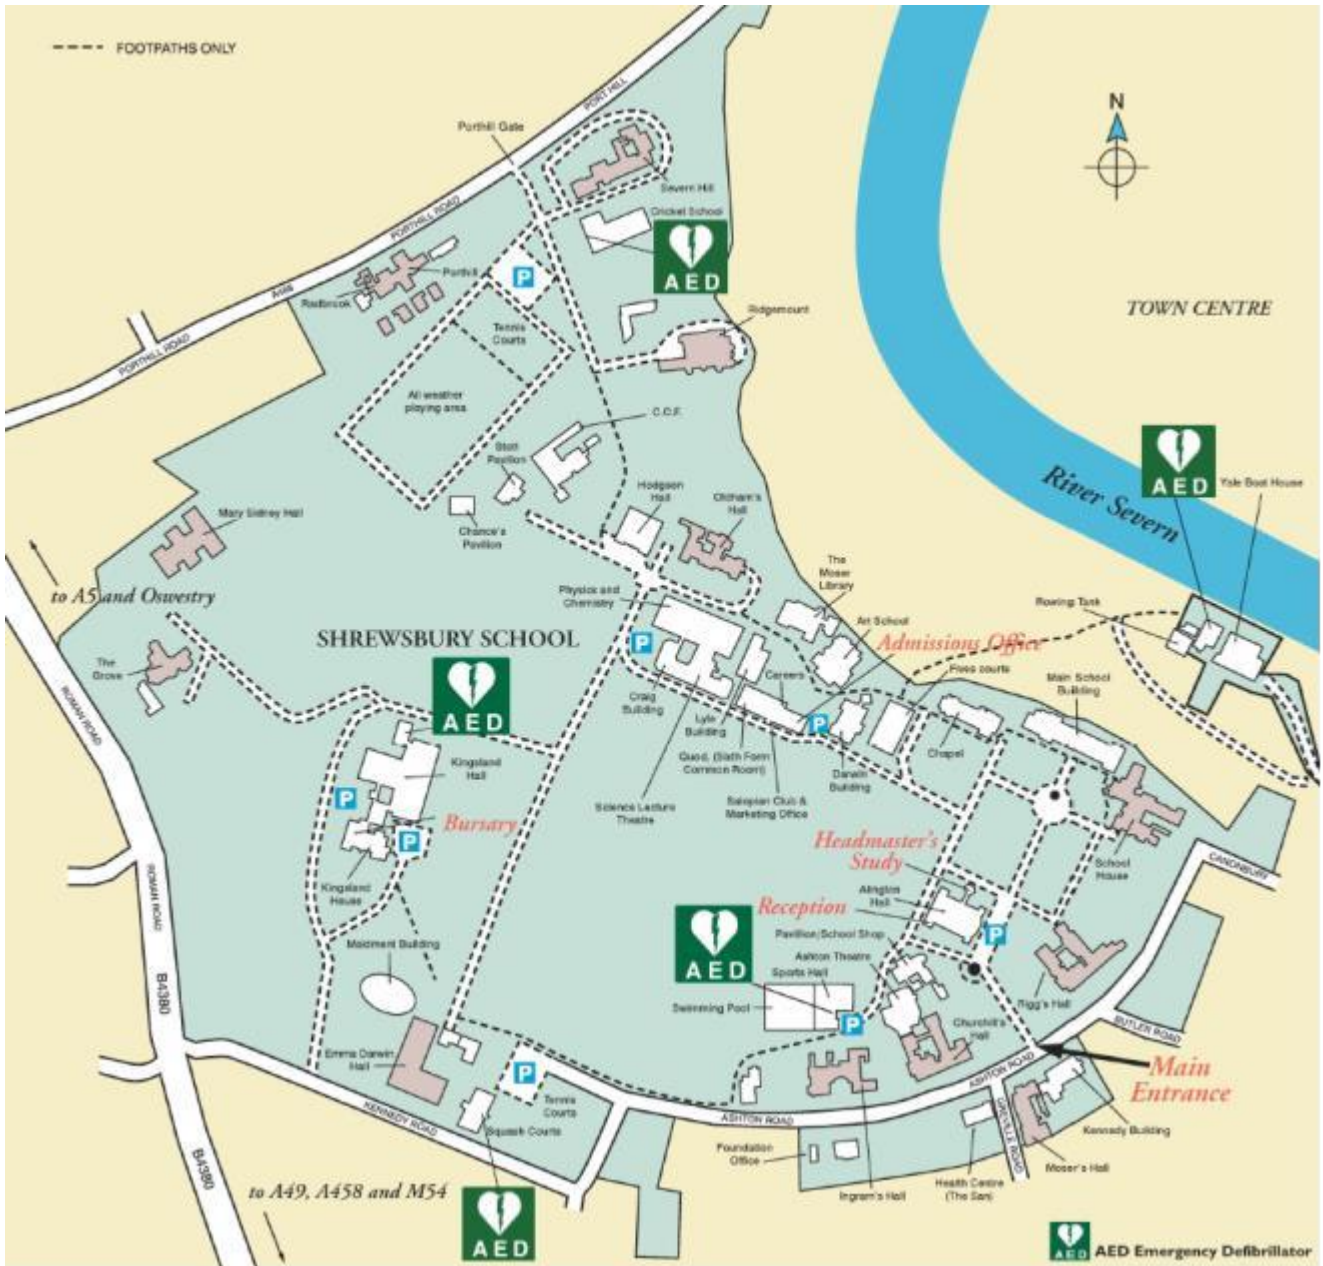 FOOTPATHS ONLY
PORT HILL
N
Porthill Gate
Severn Hill
Cricket School
AED
PORTHILL ROAD
Porthill
P
Radbrook
A488
TOWN CENTRE
Ridgemount
Tennis
Courts
PORTHILL ROAD
All weather
playing area
C.C.F.
Stott
Pavilion
AED
Yale Boat House
River Severn
Hodgson
Hall
Oldham's
Hall
Mary Sidney Hall
Chance's
Pavilion
The
Moser
Library
to A5 and Oswestry
Physics and
Chemistry
Rowing Tank
Art School
SHREWSBURY SCHOOL
P
Admissions Office
The
Grove
AED
Fives courts
Careers
Main School
Building
Craig
Building
ROMAN ROAD
Lyle
Building
P
Quod. (Sixth Form
Common Room)
Chapel
Kingsland
Hall
Darwin
Building
P
Science Lecture
Theatre
Salopian Club &
Marketing Office
Bursary
P
Headmaster's
Study
School
House
CANONBURY
ROMAN ROAD
Kingsland
House
Alington
Hall
Reception
P
AED
Pavilion/School Shop
Maidment Building
Ashton Theatre
Sports Hall
B4380
Swimming Pool
Rigg's Hall
P
Churchill's
Hall
BUTLER ROAD
Emma Darwin
Hall
P
Main
Entrance
ASHTON ROAD
Tennis
Courts
KENNEDY ROAD
Squash Courts
ASHTON ROAD
GREVILLE ROAD
Kennedy Building
Foundation
Office
Moser's Hall
B4380
to A49, A458 and M54
Health Centre
(The San)
Ingram's Hall
AED
AED
AED Emergency Defibrillator